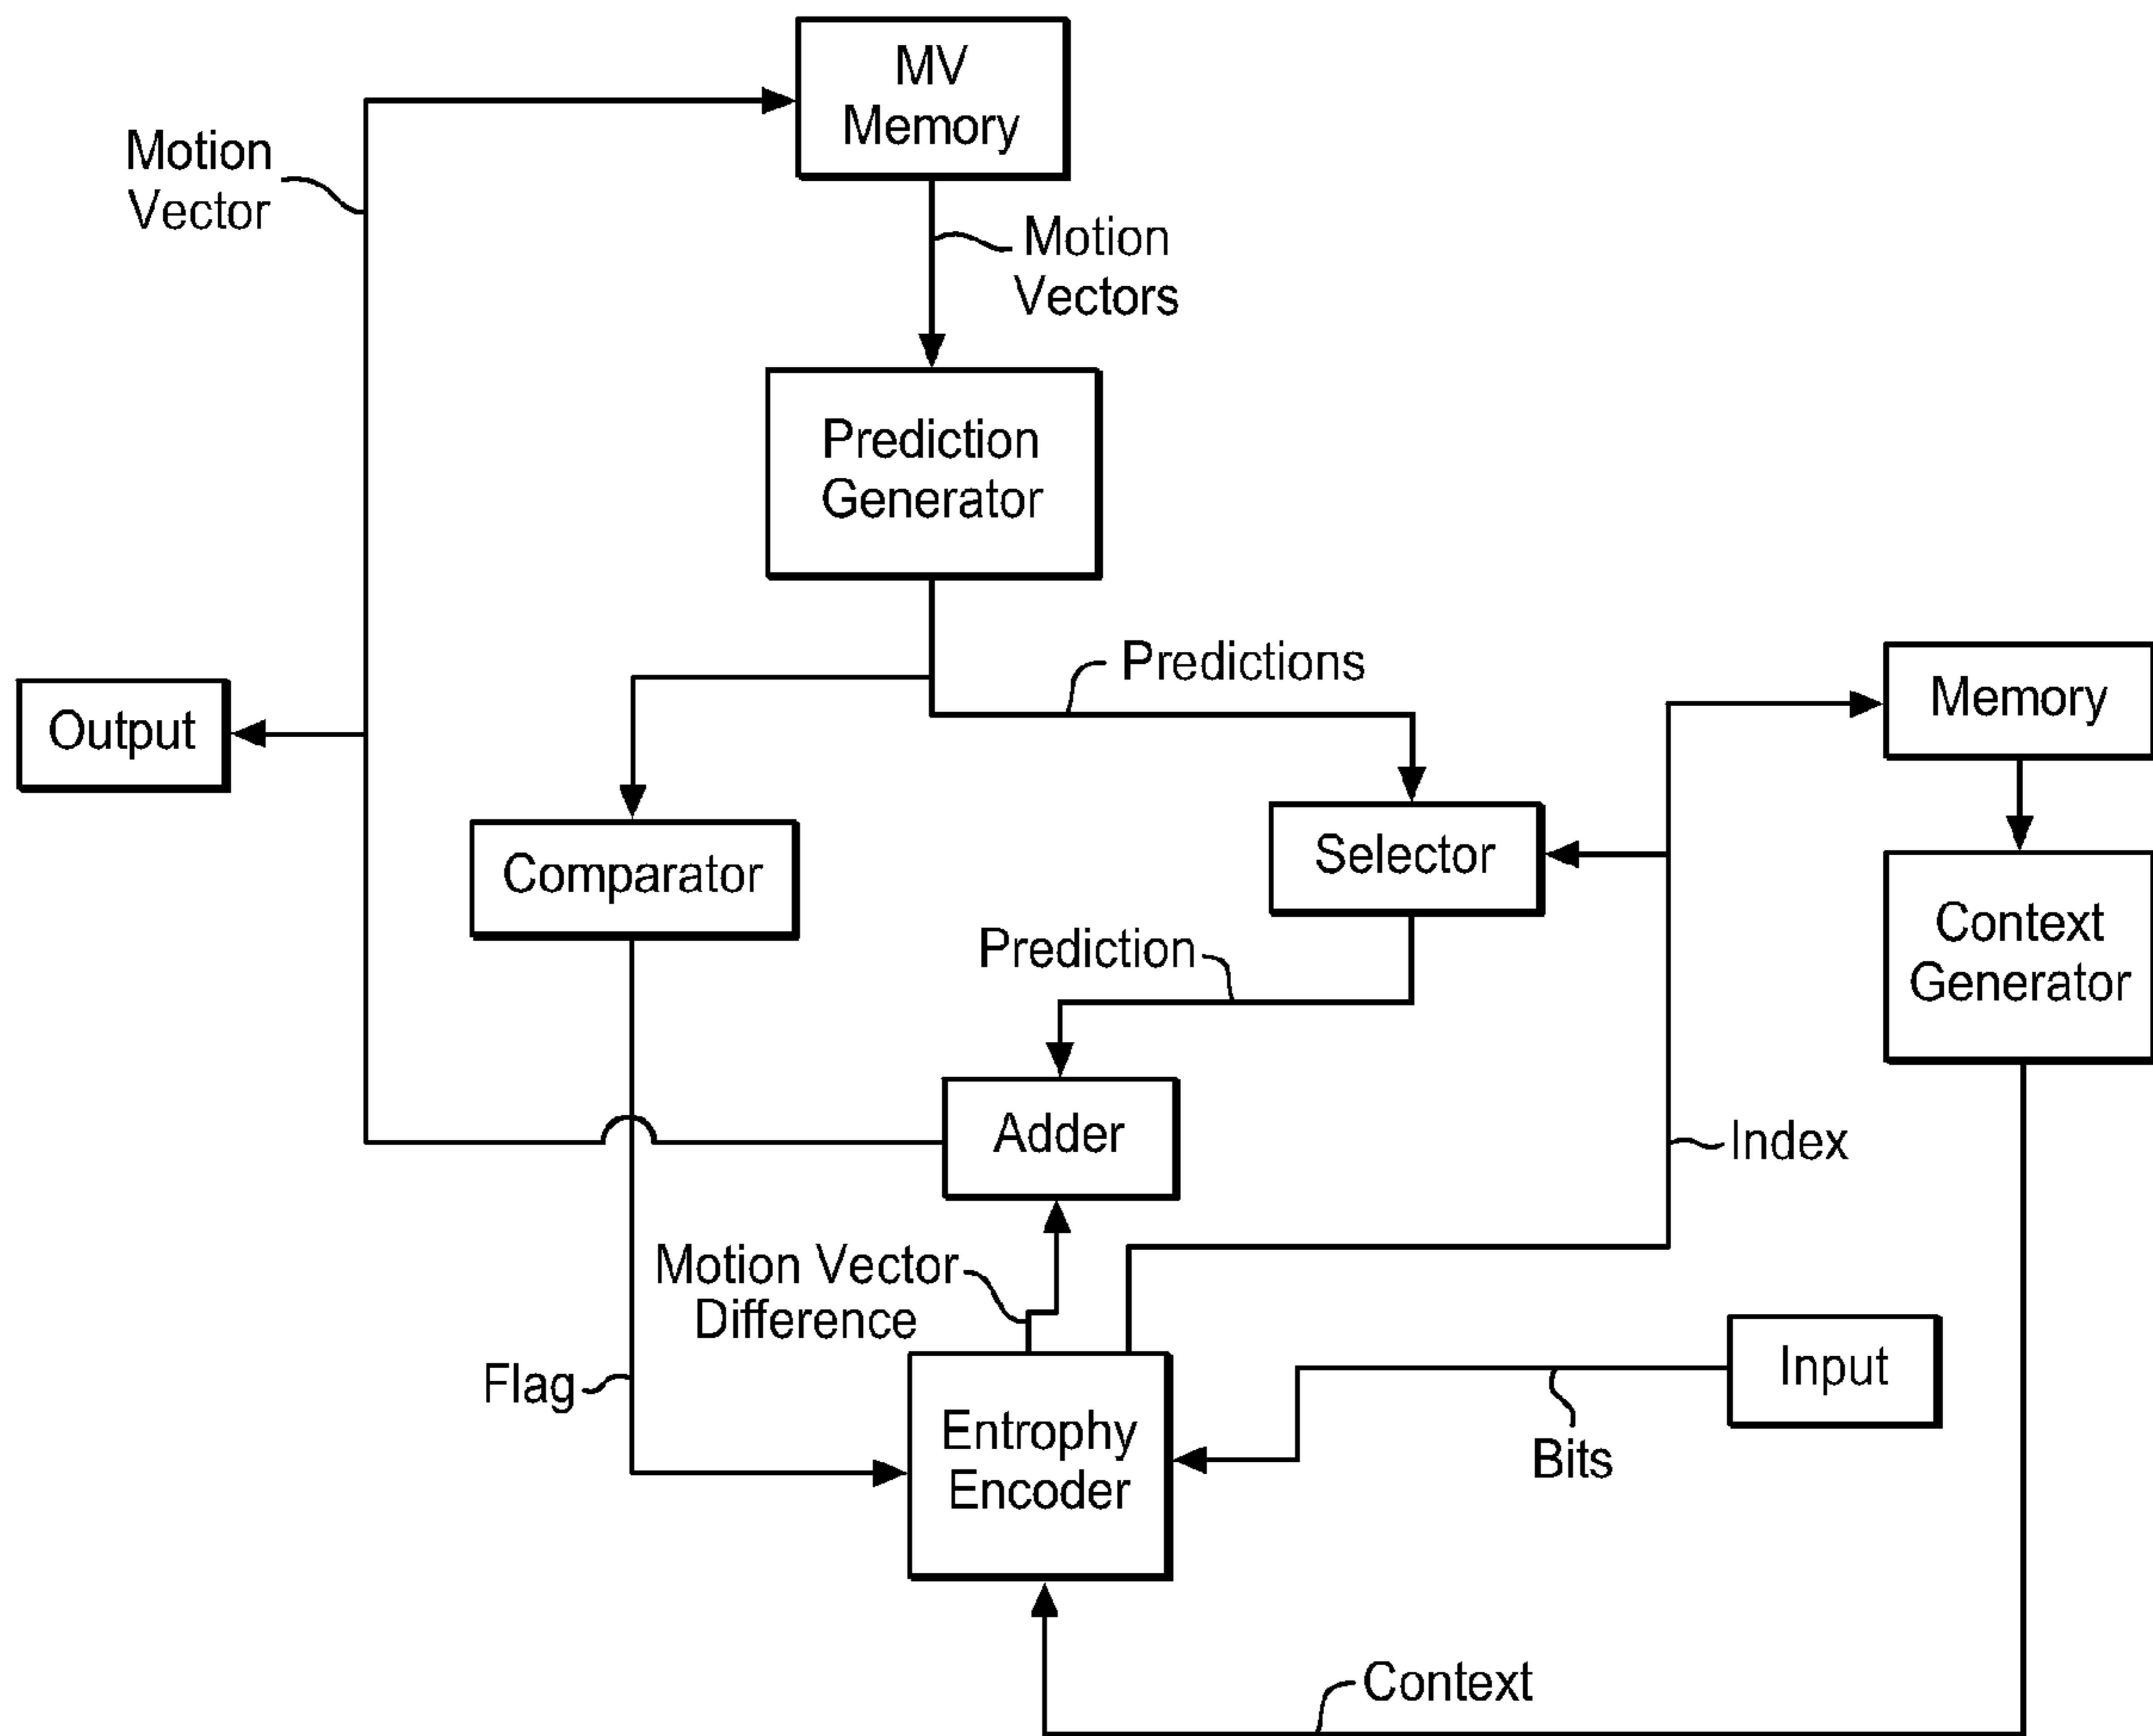 MV
Memory
Motion
Vector
Motion
Vectors
Prediction
Generator
Predictions
Memory
Output
Selector
Comparator
Context
Generator
Prediction
Adder
Index
Motion Vector
Difference
Input
Flag
Entrophy
Encoder
Bits
Context